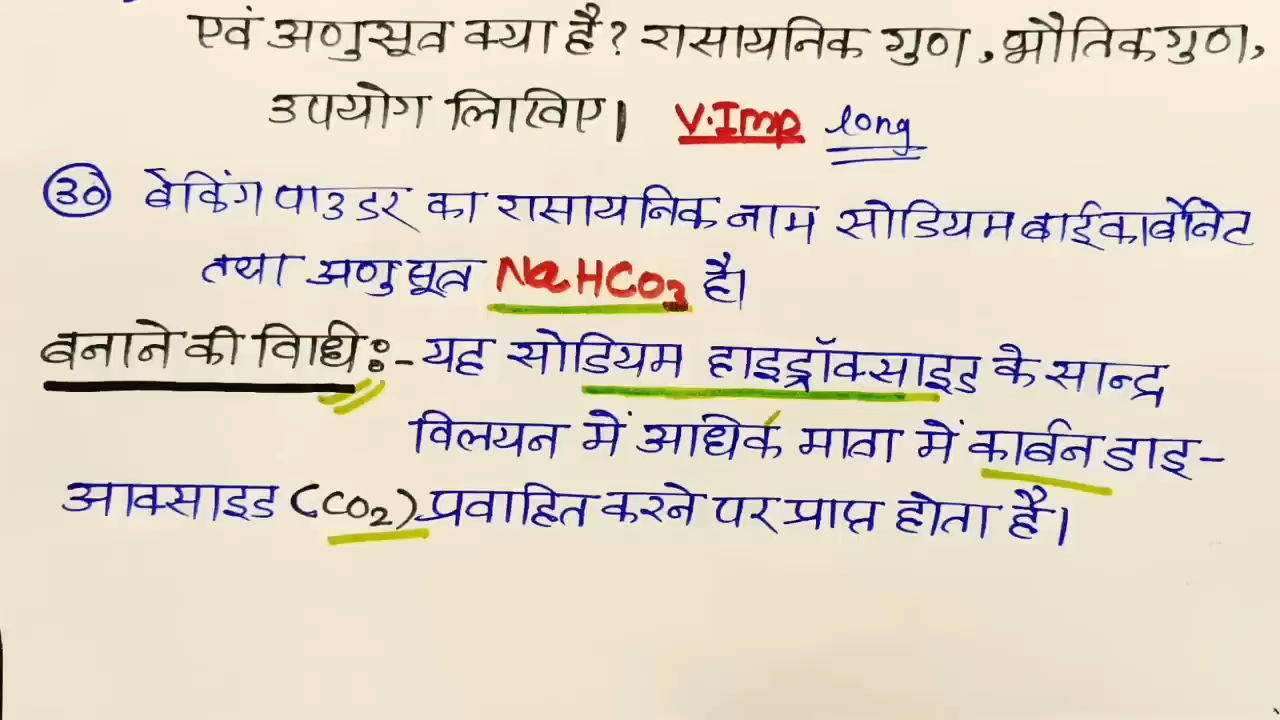 एवं अणुसूत्र क्या है? रासायनिक गुण, भौतिक गुण,
उपयोग लिखिए। V.Imp long
उ० बेकिंग पाउडर का रासायनिक नाम सोडियम बाईकार्बोनेट
तथा अणुसूत्र NaHCO3 है।
बनाने की विधि:- यह सोडियम हाइड्रॉक्साइड के सान्द्र
विलयन में अधिक मात्रा में कार्बन डाइ-
आक्साइड (CO2) प्रवाहित करने पर प्राप्त होता है।